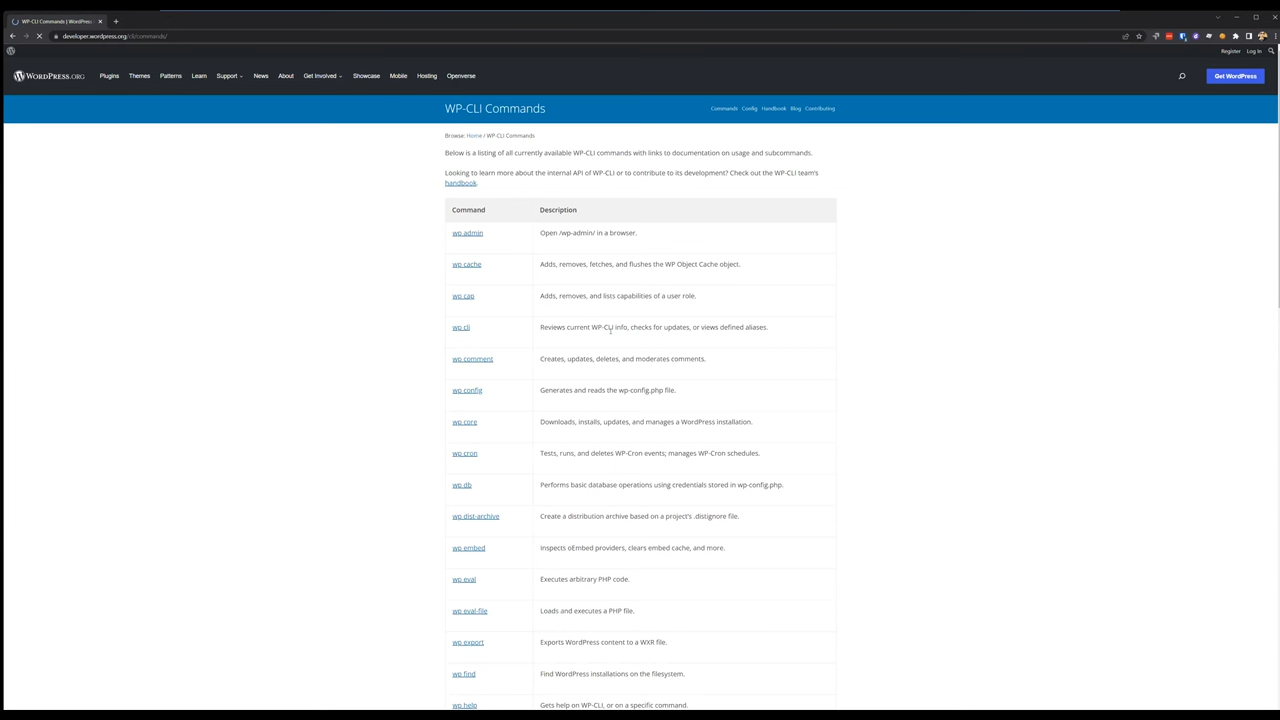 WP-CLI Commands | WordPress
developer.wordpress.org/cli/commands/
Register Log In
WORDPRESS.ORG Plugins Themes Patterns Learn Support News About Get Involved Showcase Mobile Hosting Openverse Get WordPress
WP-CLI Commands Commands Config Handbook Blog Contributing
Browse: Home / WP-CLI Commands
Below is a listing of all currently available WP-CLI commands with links to documentation on usage and subcommands.
Looking to learn more about the internal API of WP-CLI or to contribute to its development? Check out the WP-CLI team's
handbook.
Command Description
wp admin Open /wp-admin/ in a browser.
wp cache Adds, removes, fetches, and flushes the WP Object Cache object.
wp cap Adds, removes, and lists capabilities of a user role.
wp cli Reviews current WP-CLI info, checks for updates, or views defined aliases.
wp comment Creates, updates, deletes, and moderates comments.
wp config Generates and reads the wp-config.php file.
wp core Downloads, installs, updates, and manages a WordPress installation.
wp cron Tests, runs, and deletes WP-Cron events; manages WP-Cron schedules.
wp db Performs basic database operations using credentials stored in wp-config.php.
wp dist-archive Create a distribution archive based on a project's .distignore file.
wp embed Inspects oEmbed providers, clears embed cache, and more.
wp eval Executes arbitrary PHP code.
wp eval-file Loads and executes a PHP file.
wp export Exports WordPress content to a WXR file.
wp find Find WordPress installations on the filesystem.
wp help Gets help on WP-CLI, or on a specific command.